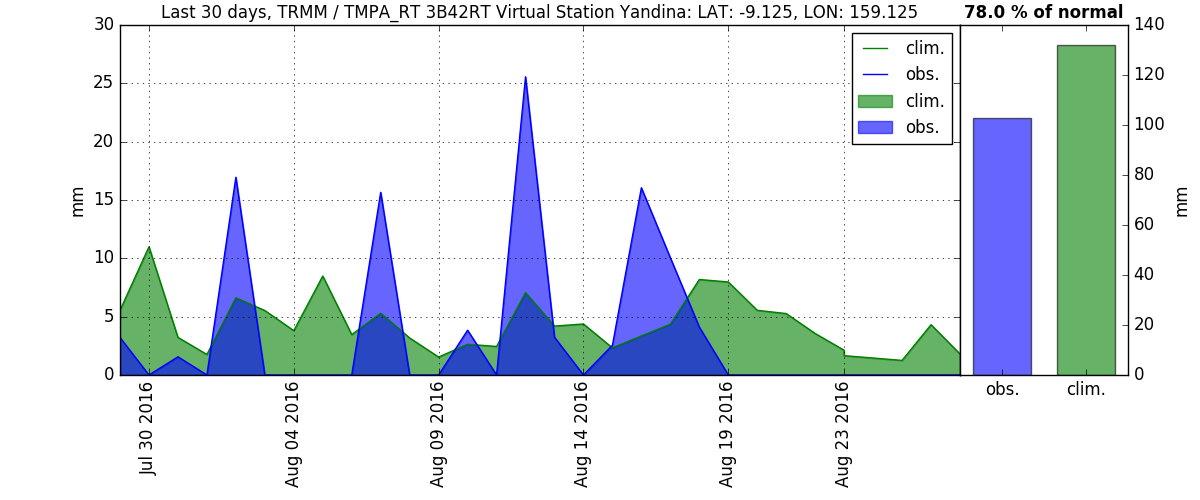 Last 30 days, TRMM / TMPA_RT 3B42RT Virtual Station Yandina: LAT: -9.125, LON: 159.125
78.0 % of normal
30
25
20
15
10
5
0
mm
clim.
obs.
clim.
obs.
Jul 30 2016
Aug 04 2016
Aug 09 2016
Aug 14 2016
Aug 19 2016
Aug 23 2016
140
120
100
80
60
40
20
0
mm
obs.
clim.